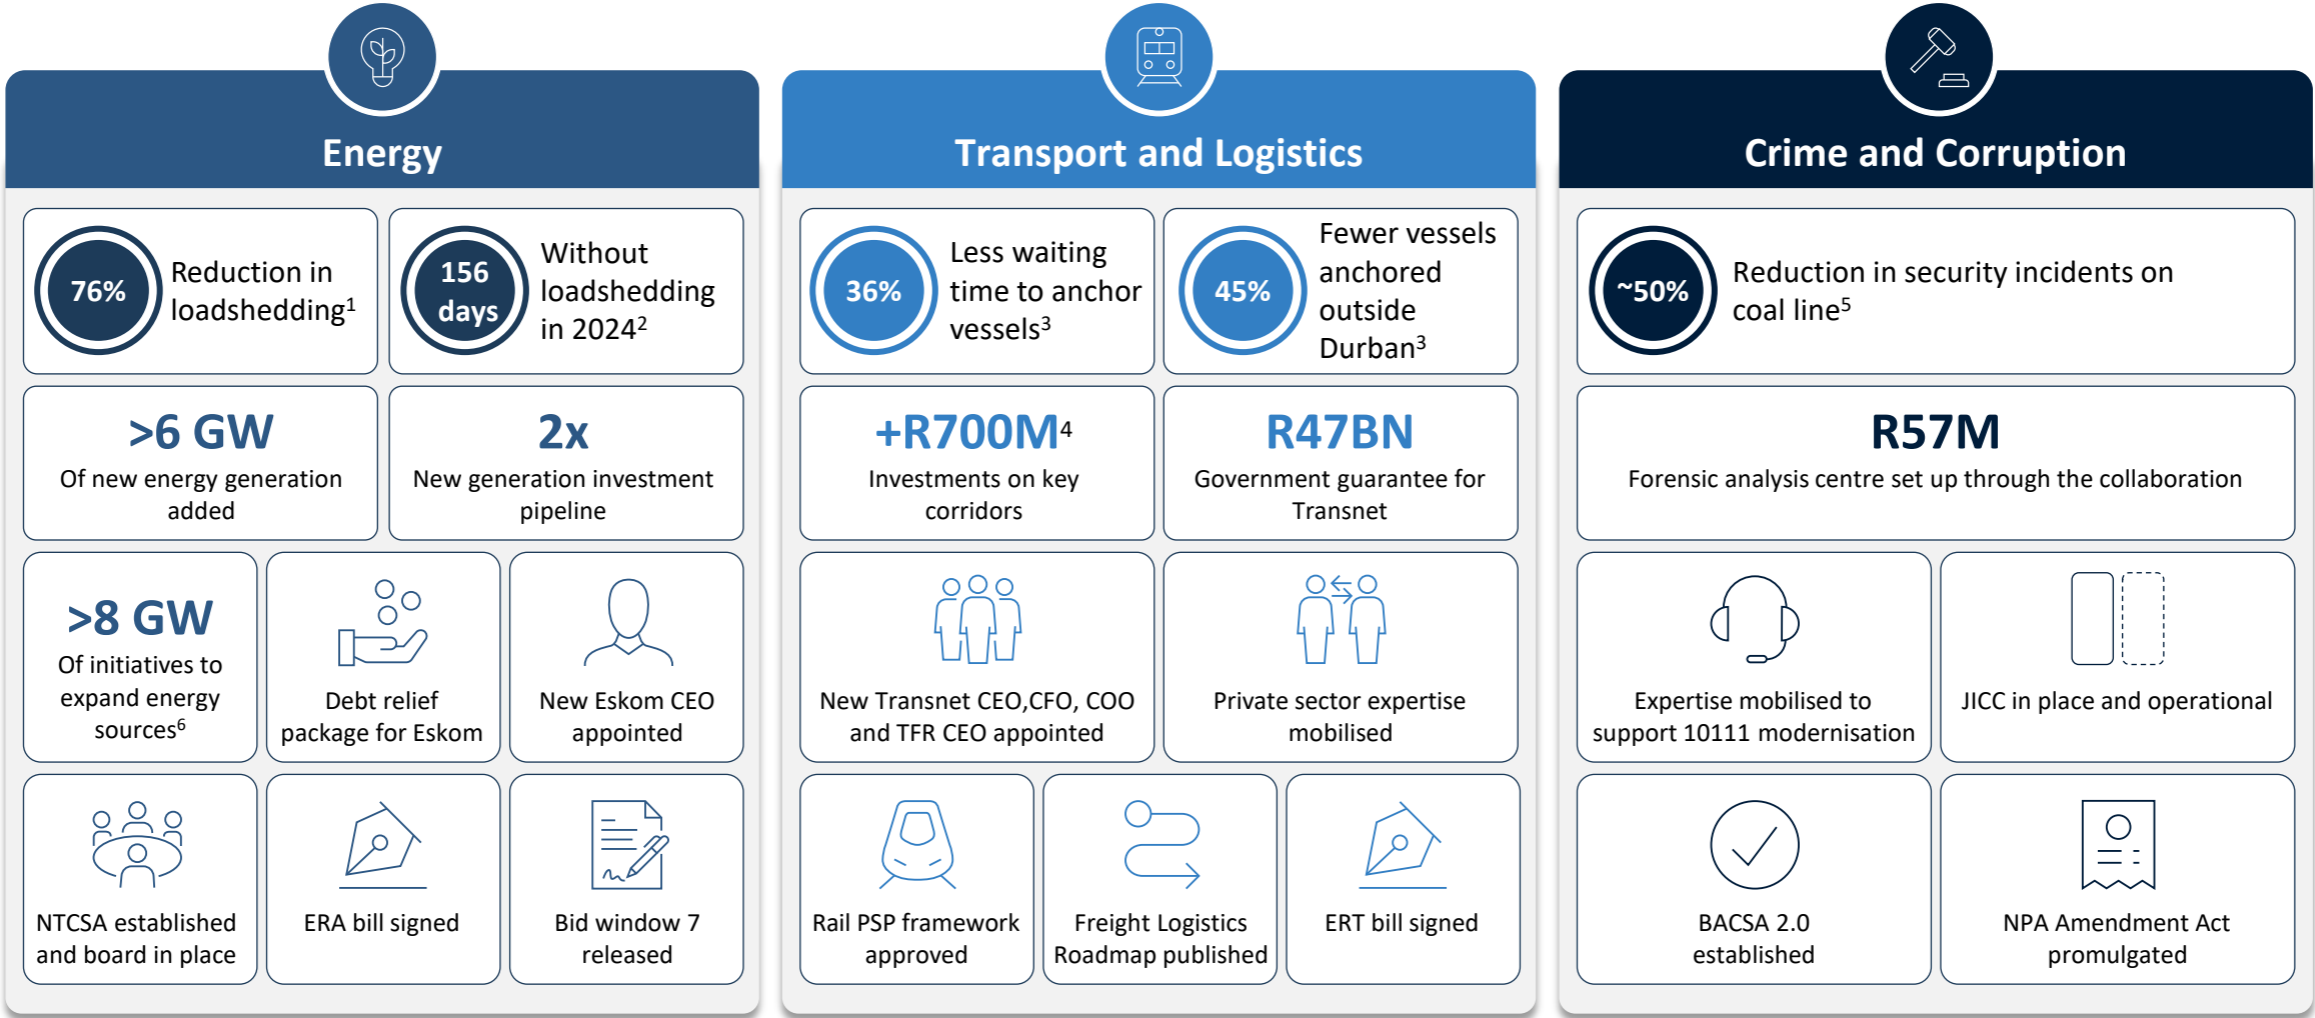 Energy
76%
Reduction in
loadshedding1
156
days
Without
loadshedding
in 20242
>6 GW
Of new energy generation
added
2x
New generation investment
pipeline
>8 GW
Of initiatives to
expand energy
sources6
Debt relief
package for Eskom
New Eskom CEO
appointed
NTCSA established
and board in place
ERA bill signed
Bid window 7
released
Transport and Logistics
36%
Less waiting
time to anchor
vessels3
45%
Fewer vessels
anchored
outside
Durban3
+R700M4
Investments on key
corridors
R47BN
Government guarantee for
Transnet
New Transnet CEO,CFO, COO
and TFR CEO appointed
Private sector expertise
mobilised
Rail PSP framework
approved
Freight Logistics
Roadmap published
ERT bill signed
Crime and Corruption
~50%
Reduction in security incidents on
coal line5
R57M
Forensic analysis centre set up through the collaboration
Expertise mobilised to
support 10111 modernisation
JICC in place and operational
BACSA 2.0
established
NPA Amendment Act
promulgated